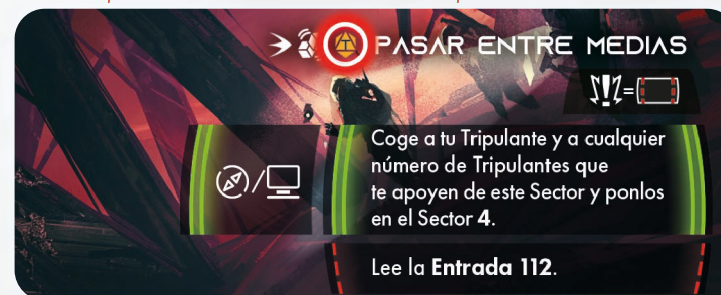 PASAR ENTRE MEDIAS
Coge a tu Tripulante y a cualquier
número de Tripulantes que
te apoyen de este Sector y ponlos
en el Sector 4.
Lee la Entrada 112.